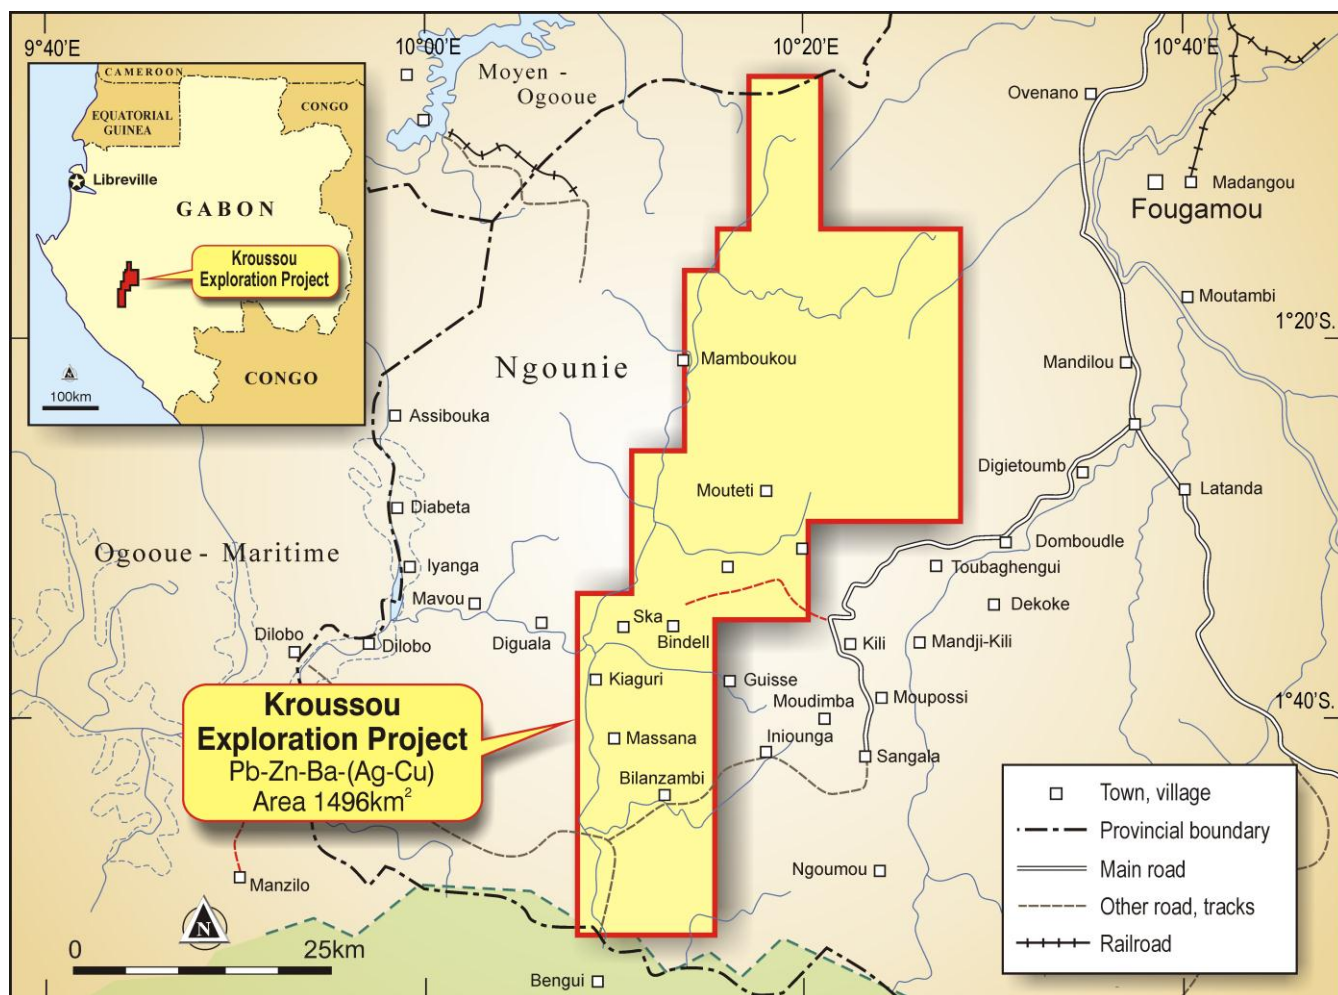 9°40'E
10°00'E
10°20'E
10°40'E
CAMEROON
EQUATORIAL
GUINEA
CONGO
Libreville
GABON
Kroussou
Exploration Project
CONGO
N
100km
Moyen -
Ogooue
Ovenano
Madangou
Fougamou
Moutambi
1°20'S.
Ngounie
Mamboukou
Mandilou
Assibouka
Digietoumb
Mouteti
Latanda
Diabeta
Ogooue - Maritime
Domboudle
Iyanga
Toubaghengui
Mavou
Dekoke
Ska
Bindell
Diguala
Dilobo
Dilobo
Kili
Mandji-Kili
Kiaguri
Guisse
Moudimba
Moupossi
1°40'S.
Kroussou
Exploration Project
Pb-Zn-Ba-(Ag-Cu)
Area 1496km²
Massana
Iniounga
Sangala
Bilanzambi
Manzilo
Ngoumou
Bengui
N
0
25km
Town, village
Provincial boundary
Main road
Other road, tracks
Railroad